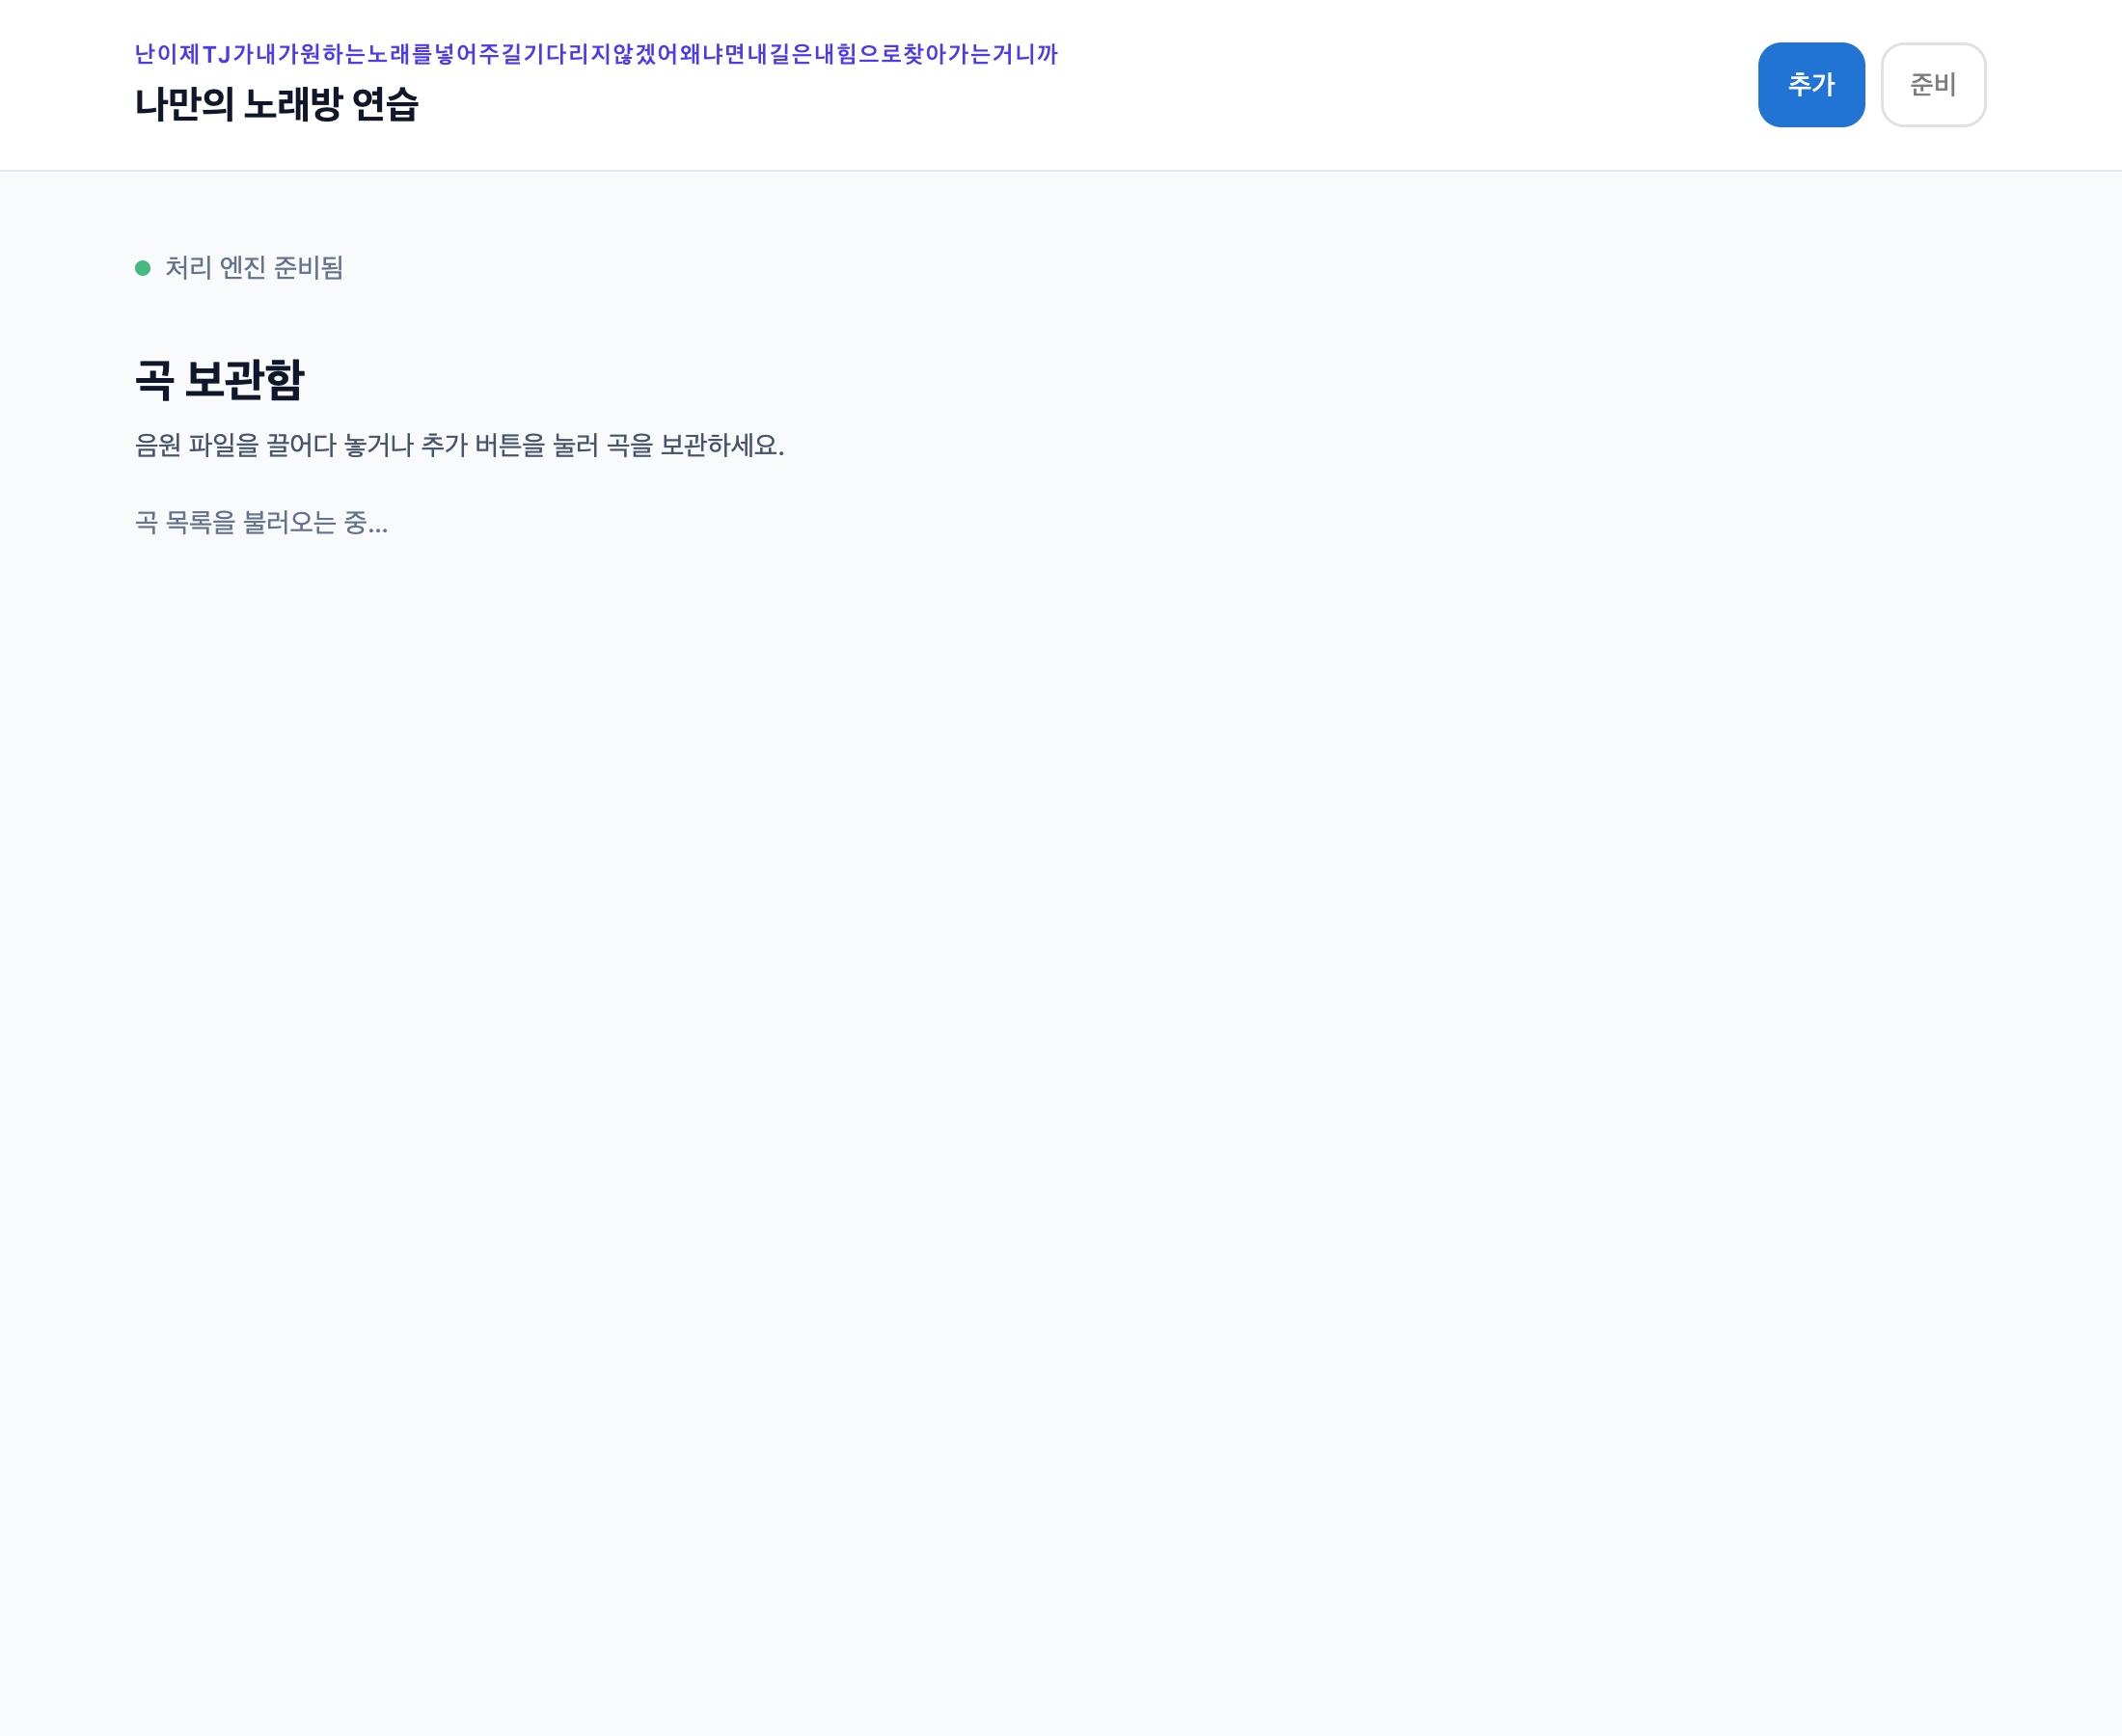 난이제TJ가내가원하는노래를넣어주길기다리지않겠어왜냐면내길은내힘으로찾아가는거니까
나만의 노래방 연습
추가
준비
처리 엔진 준비됨
곡 보관함
음원 파일을 끌어다 놓거나 추가 버튼을 눌러 곡을 보관하세요.
곡 목록을 불러오는 중...